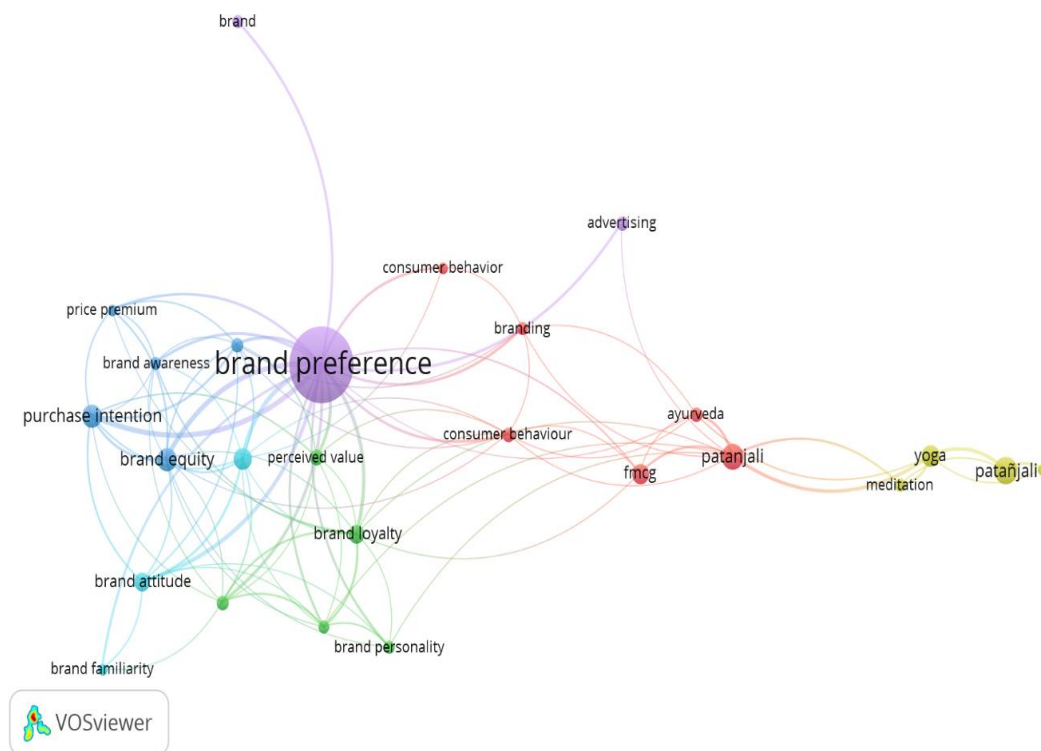 brand
advertising
consumer behavior
price premium
branding
brand awareness
brand preference
purchase intention
ayurveda
consumer behaviour
brand equity
perceived value
patanjali
yoga
fmcg
patañjali
meditation
brand loyalty
brand attitude
brand personality
brand familiarity
VOSviewer